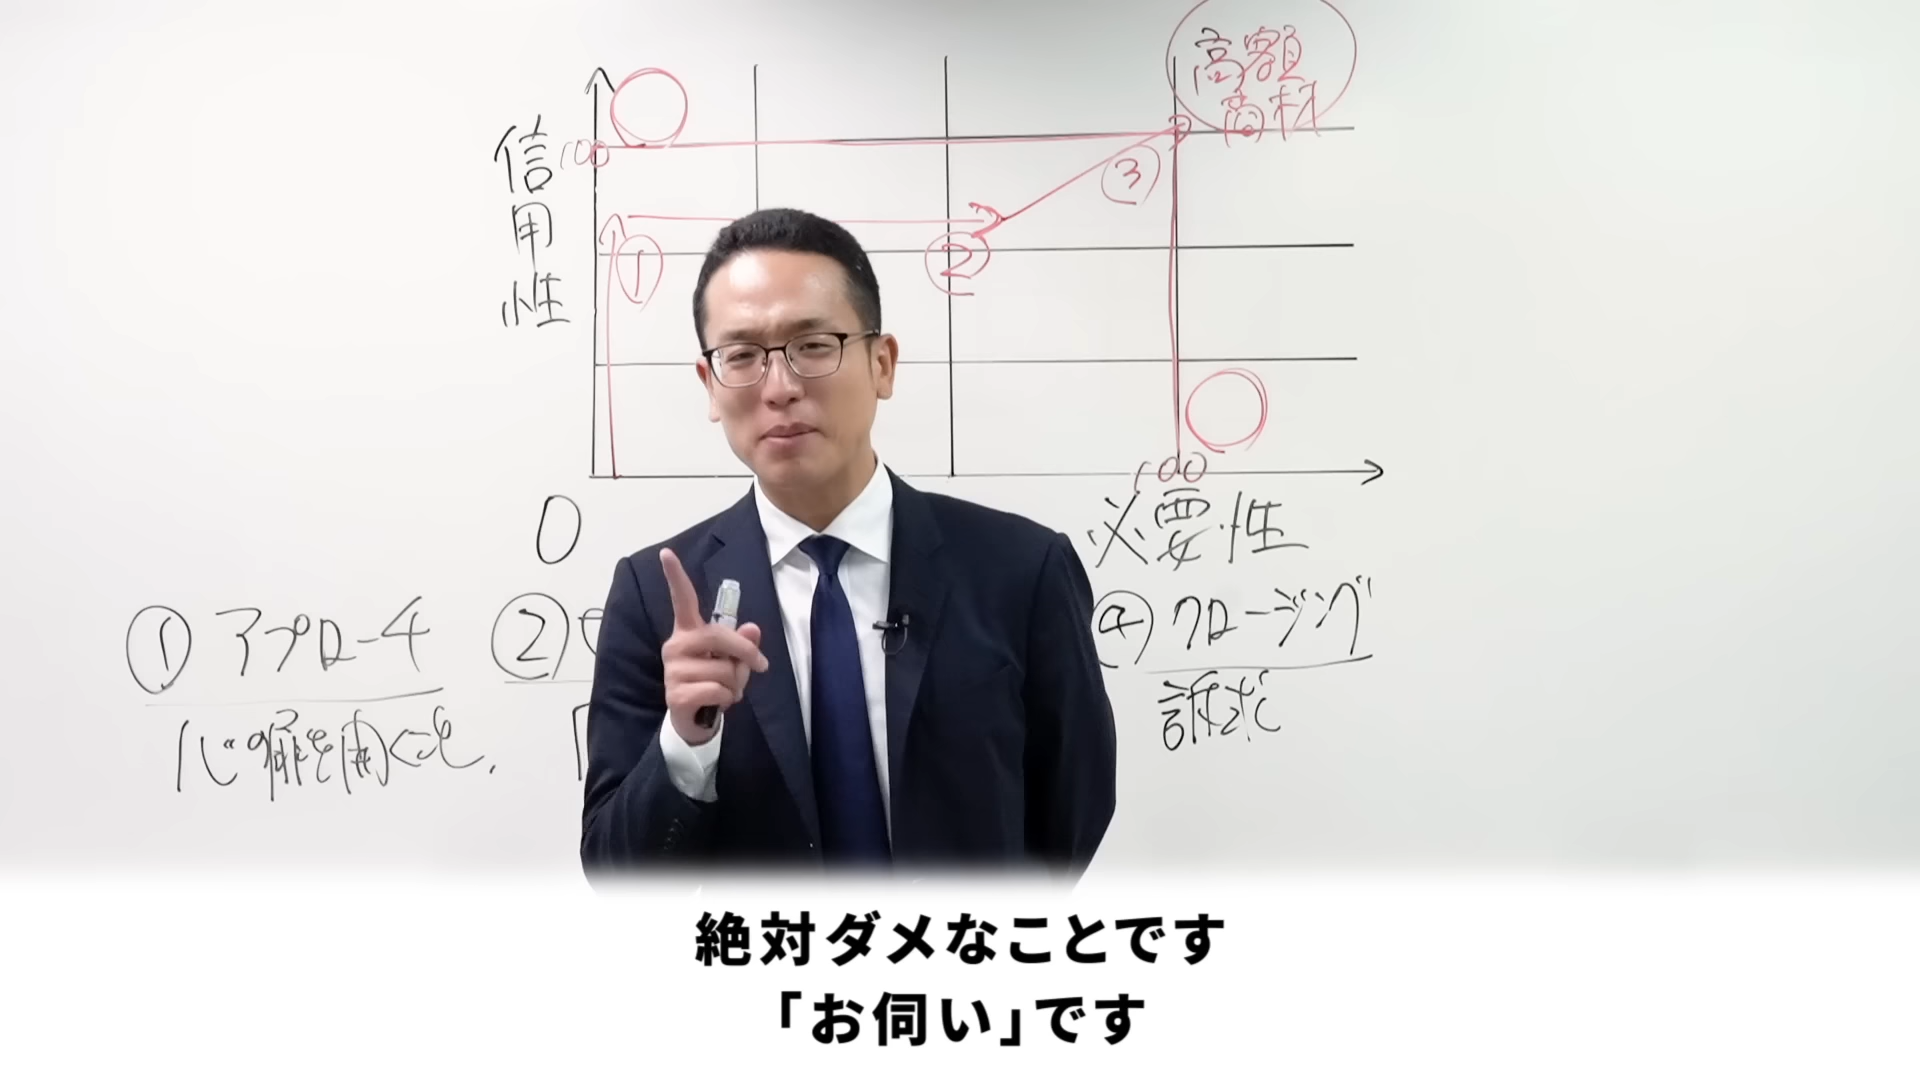 高額
商材
信用性
100
①
②
③
100
0
必要性
① アプローチ
②
④ クロージング
心の扉を開くこと.
訴求
絶対ダメなことです
「お伺い」です